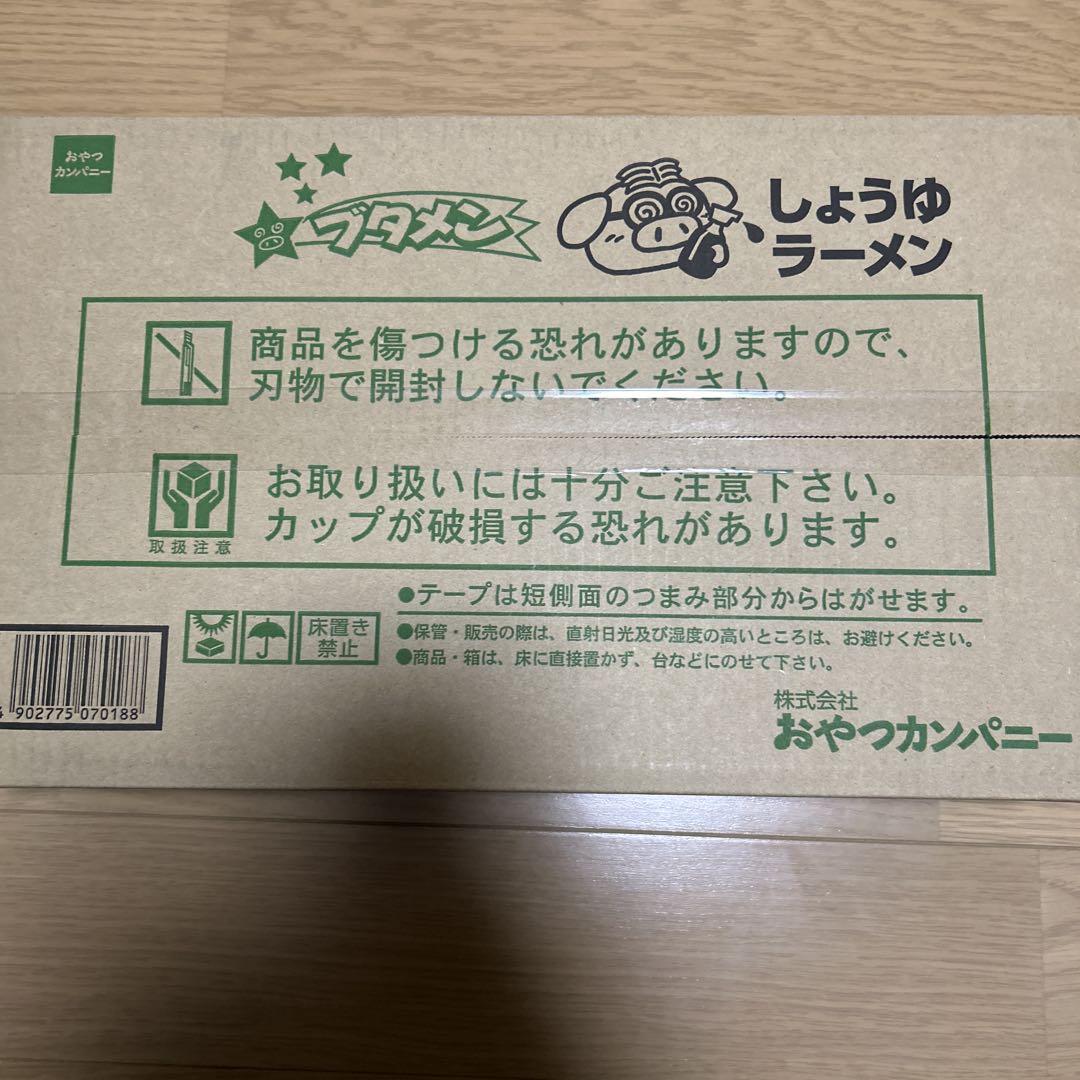 おやつ
カンパニー
ブタメン
しょうゆ
ラーメン
商品を傷つける恐れがありますので、
刃物で開封しないでください。
お取り扱いには十分ご注意下さい。
カップが破損する恐れがあります。
取扱注意
●テープは短側面のつまみ部分からはがせます。
床置き
禁止
●保管・販売の際は、直射日光及び湿度の高いところは、お避けください。
●商品・箱は、床に直接置かず、台などにのせて下さい。
4 902775 070188
株式会社
おやつカンパニー